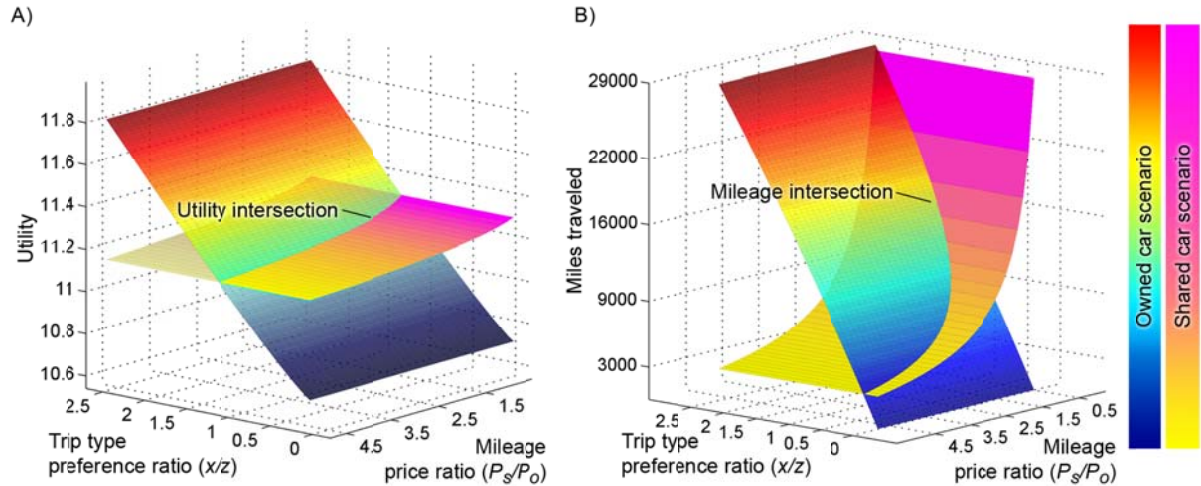 A)
Utility
11.8
11.6
11.4
11.2
11
10.8
10.6
Utility intersection
2.5
2
1.5
1
0.5
0
Trip type
preference ratio (x/z)
4.5
3.5
2.5
1.5
Mileage
price ratio (Ps/Po)
B)
Miles traveled
29000
22000
16000
9000
3000
Mileage intersection
2.5
2
1.5
1
0.5
0
Trip type
preference ratio (x/z)
4.5
3.5
2.5
1.5
0.5
Mileage
price ratio (Ps/Po)
Owned car scenario
Shared car scenario